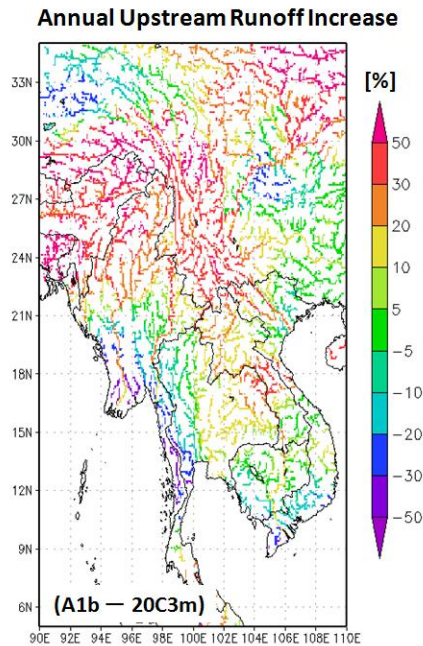 Annual Upstream Runoff Increase
[%]
33N
30N
27N
24N
21N
18N
15N
12N
9N
6N
50
30
20
10
5
−5
−10
−20
−30
−50
(A1b — 20C3m)
90E 92E 94E 96E 98E 100E 102E 104E 106E 108E 110E